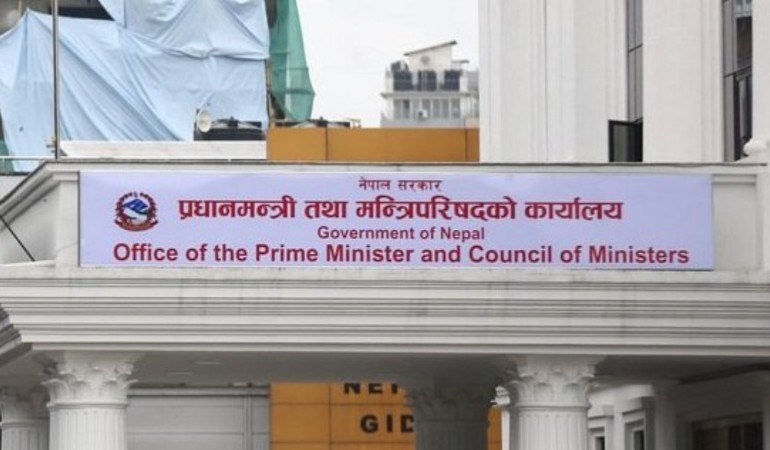 नेपाल सरकार
प्रधानमन्त्री तथा मन्त्रिपरिषद्को कार्यालय
Government of Nepal
Office of the Prime Minister and Council of Ministers